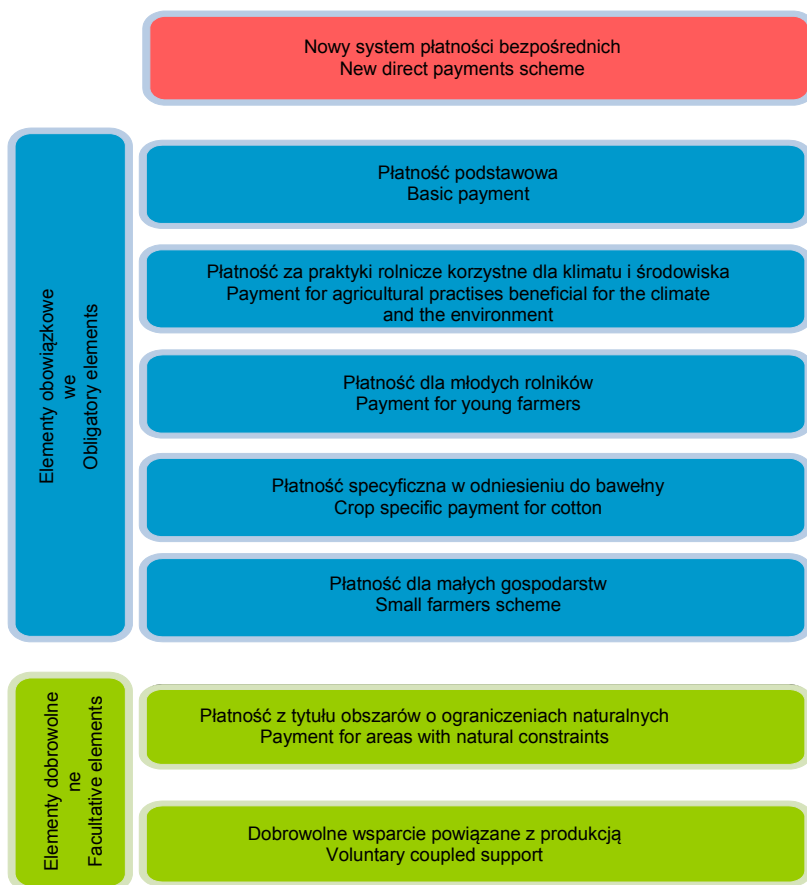 Nowy system płatności bezpośrednich
New direct payments scheme
Elementy obowiązkowe
we
Obligatory elements
Płatność podstawowa
Basic payment
Płatność za praktyki rolnicze korzystne dla klimatu i środowiska
Payment for agricultural practises beneficial for the climate
and the environment
Płatność dla młodych rolników
Payment for young farmers
Płatność specyficzna w odniesieniu do bawełny
Crop specific payment for cotton
Płatność dla małych gospodarstw
Small farmers scheme
Elementy dobrowolne
ne
Facultative elements
Płatność z tytułu obszarów o ograniczeniach naturalnych
Payment for areas with natural constraints
Dobrowolne wsparcie powiązane z produkcją
Voluntary coupled support